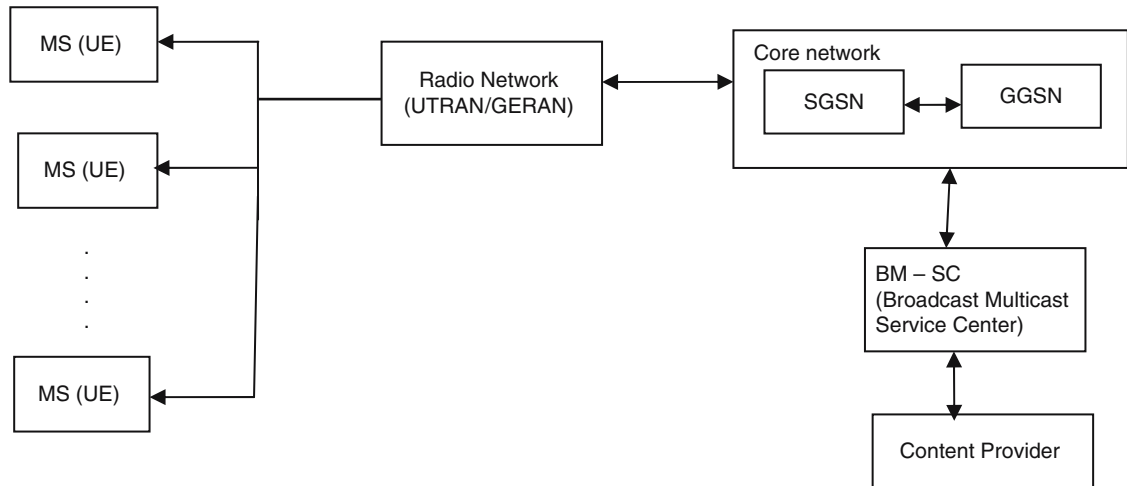 MS (UE)
Radio Network
(UTRAN/GERAN)
Core network
SGSN
GGSN
MS (UE)
.
.
.
.
BM – SC
(Broadcast Multicast
Service Center)
MS (UE)
Content Provider